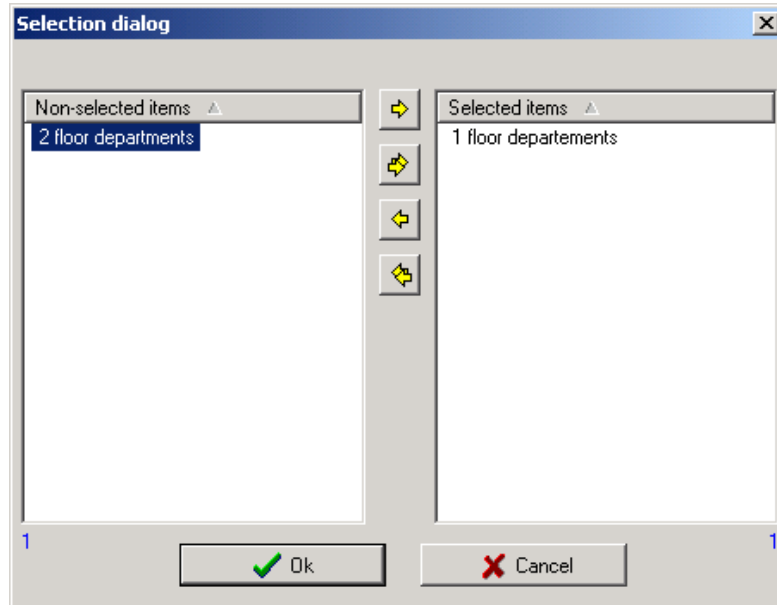 Selection dialog
Non-selected items
Selected items
2 floor departments
1 floor departements
1
1
Ok
Cancel